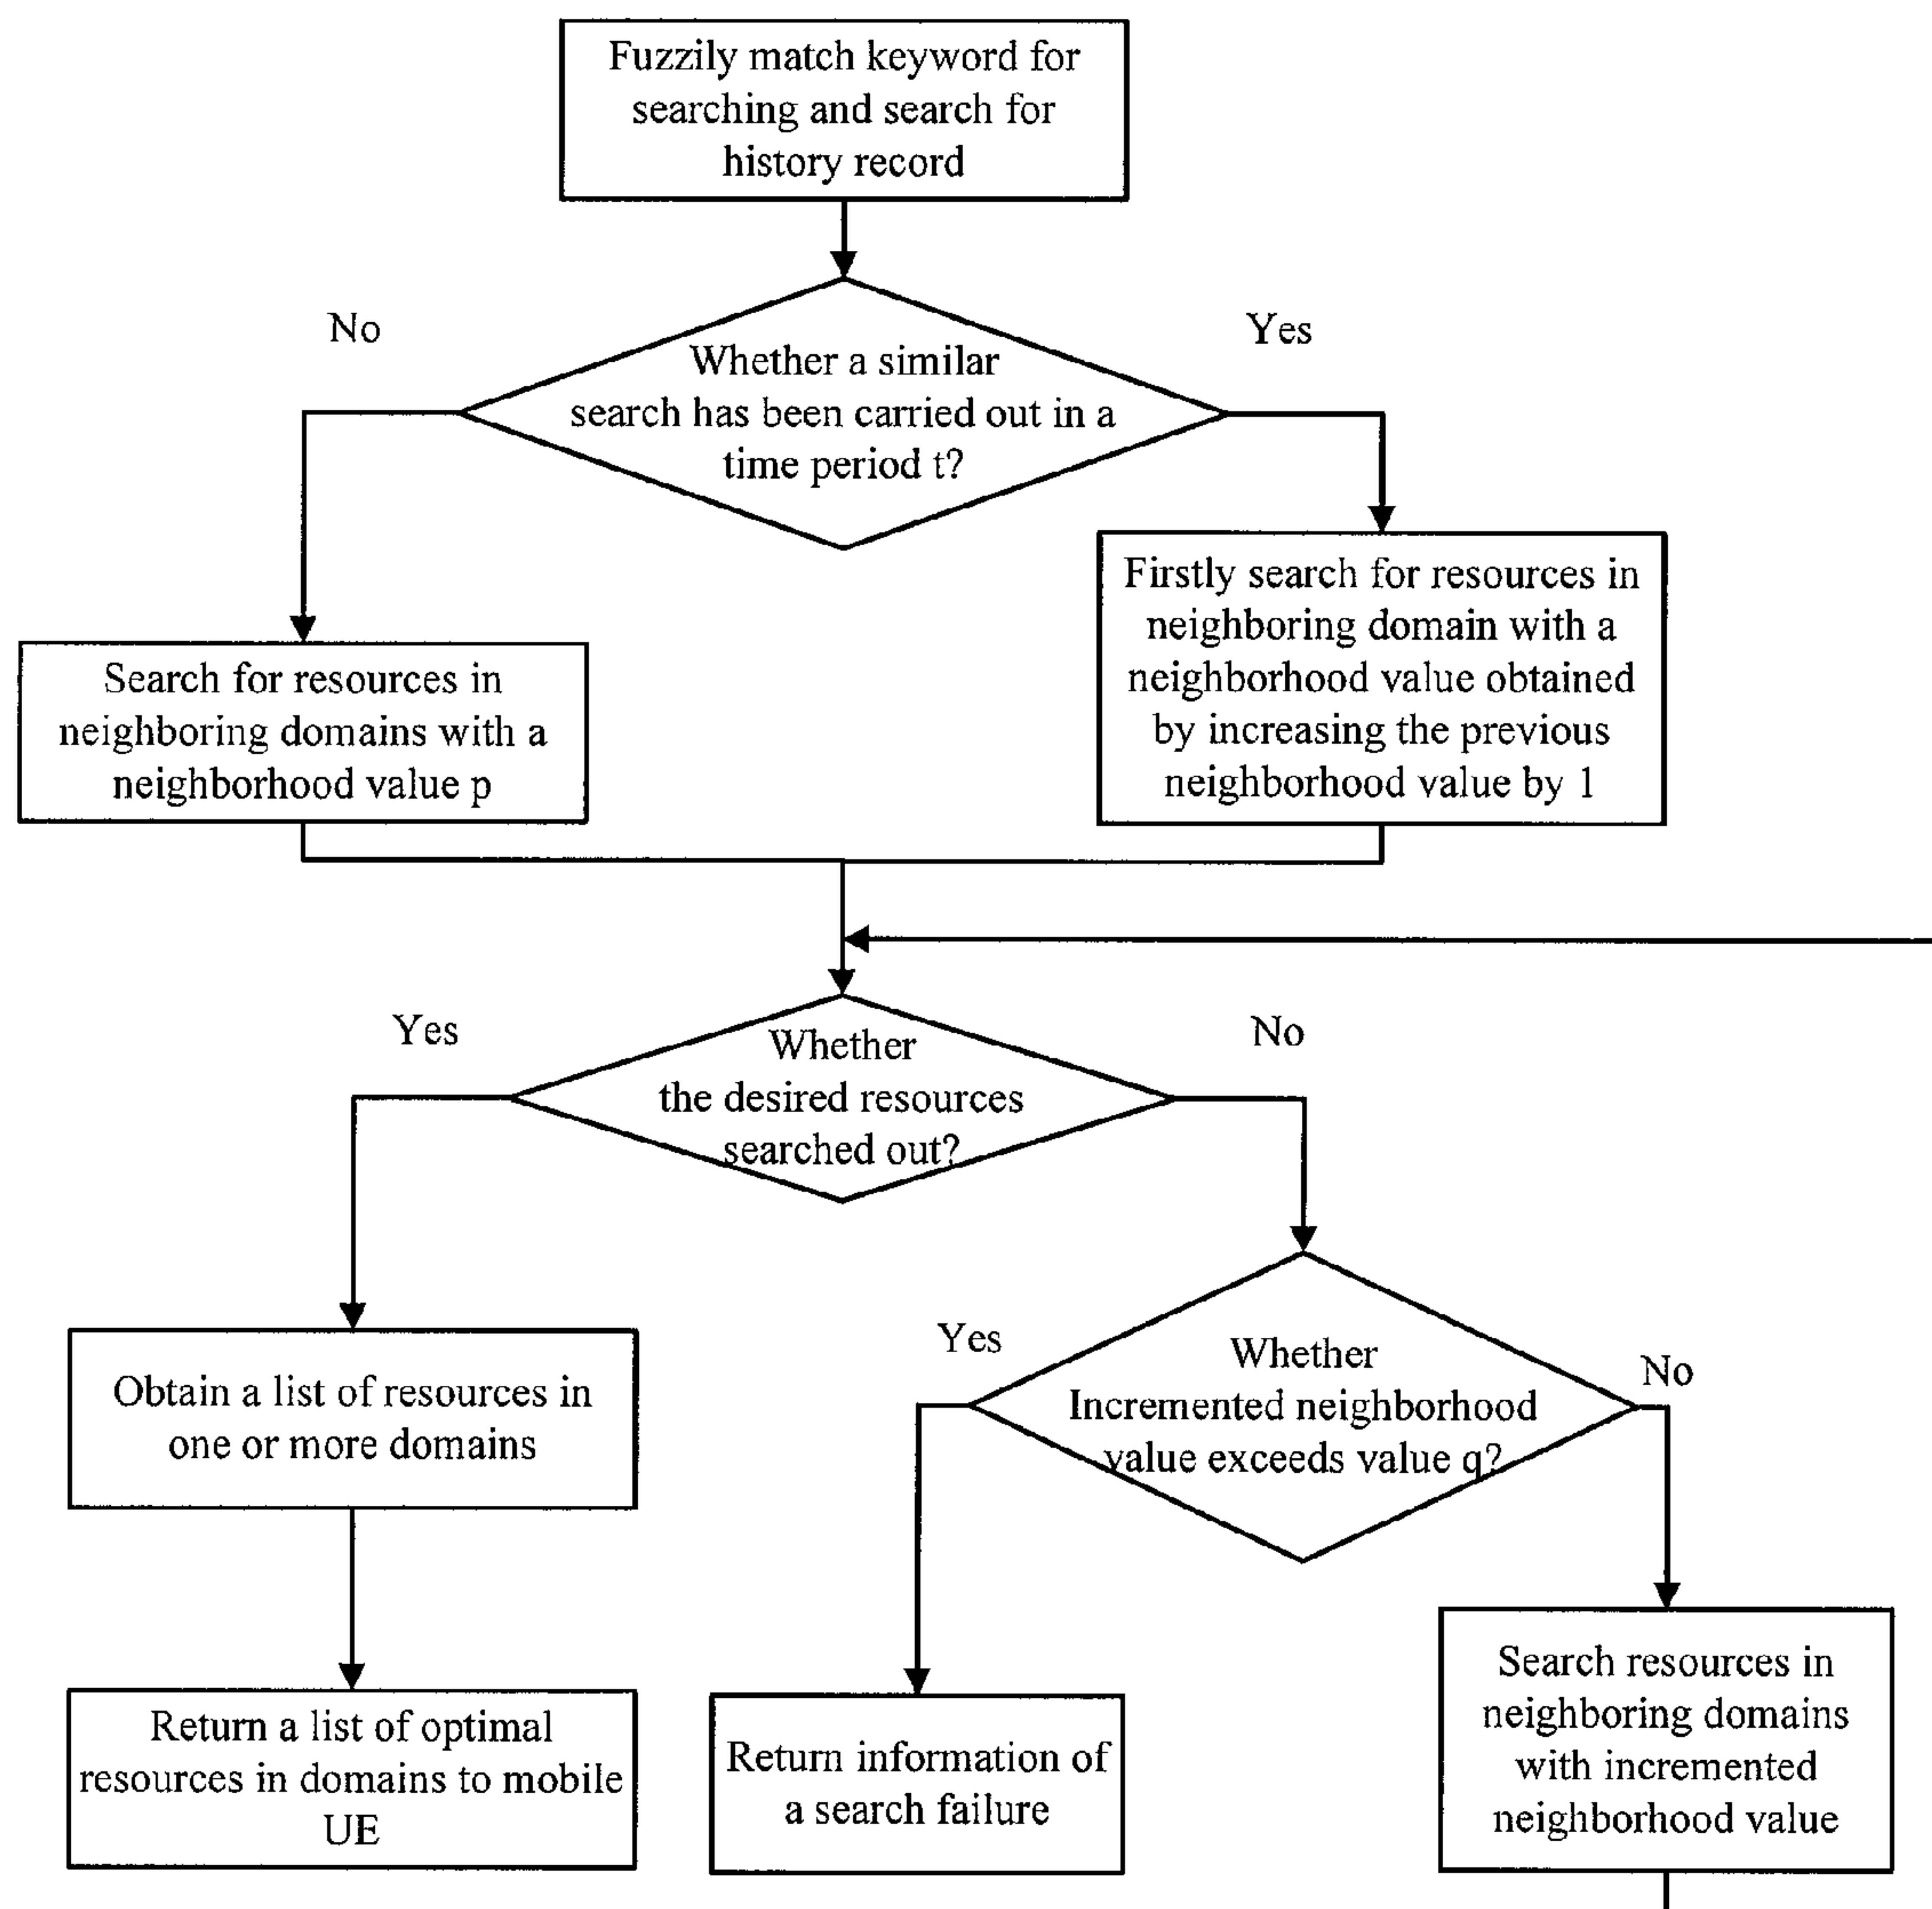 Fuzzily match keyword for
searching and search for
history record
No
Yes
Whether a similar
search has been carried out in a
time period t?
Firstly search for resources in
neighboring domain with a
neighborhood value obtained
by increasing the previous
neighborhood value by 1
Search for resources in
neighboring domains with a
neighborhood value p
Yes
No
Whether
the desired resources
searched out?
Yes
Whether
Incremented neighborhood
value exceeds value q?
No
Obtain a list of resources in
one or more domains
Return a list of optimal
resources in domains to mobile
UE
Return information of
a search failure
Search resources in
neighboring domains
with incremented
neighborhood value